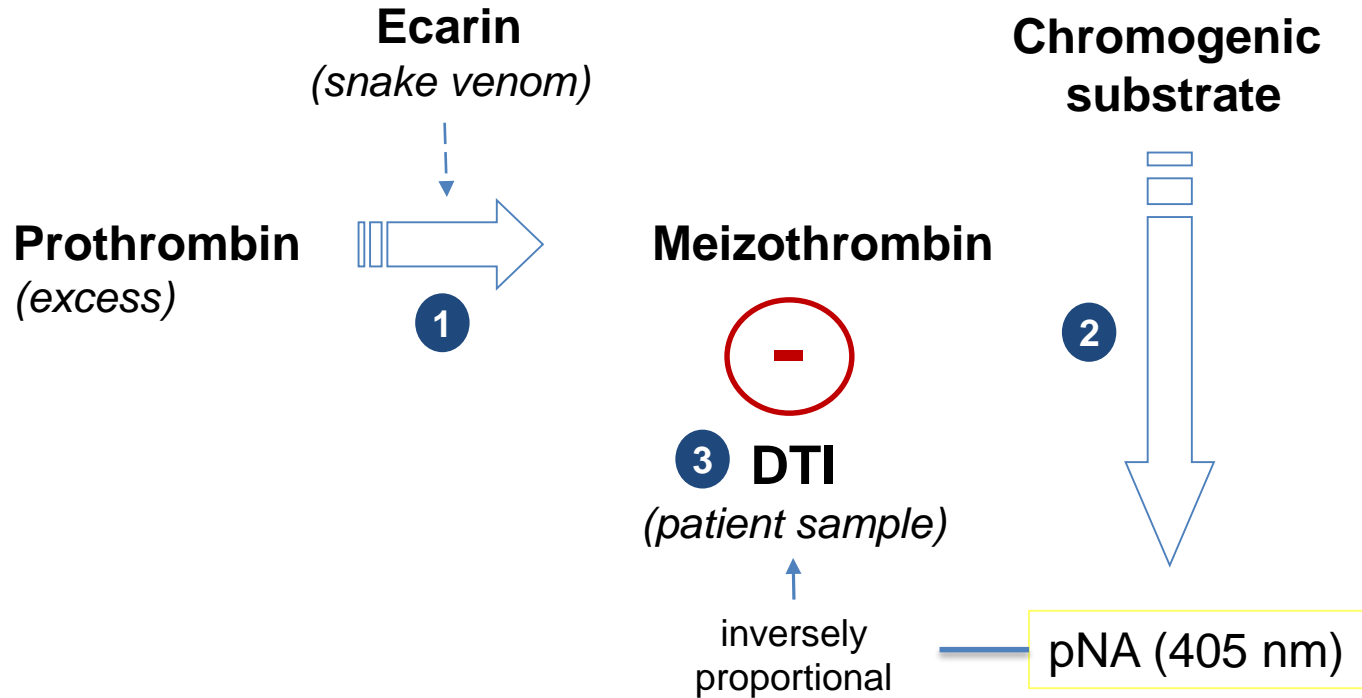 Ecarin
(snake venom)
Chromogenic
substrate
Prothrombin
(excess)
1
Meizothrombin
-
2
3 DTI
(patient sample)
inversely
proportional
pNA (405 nm)